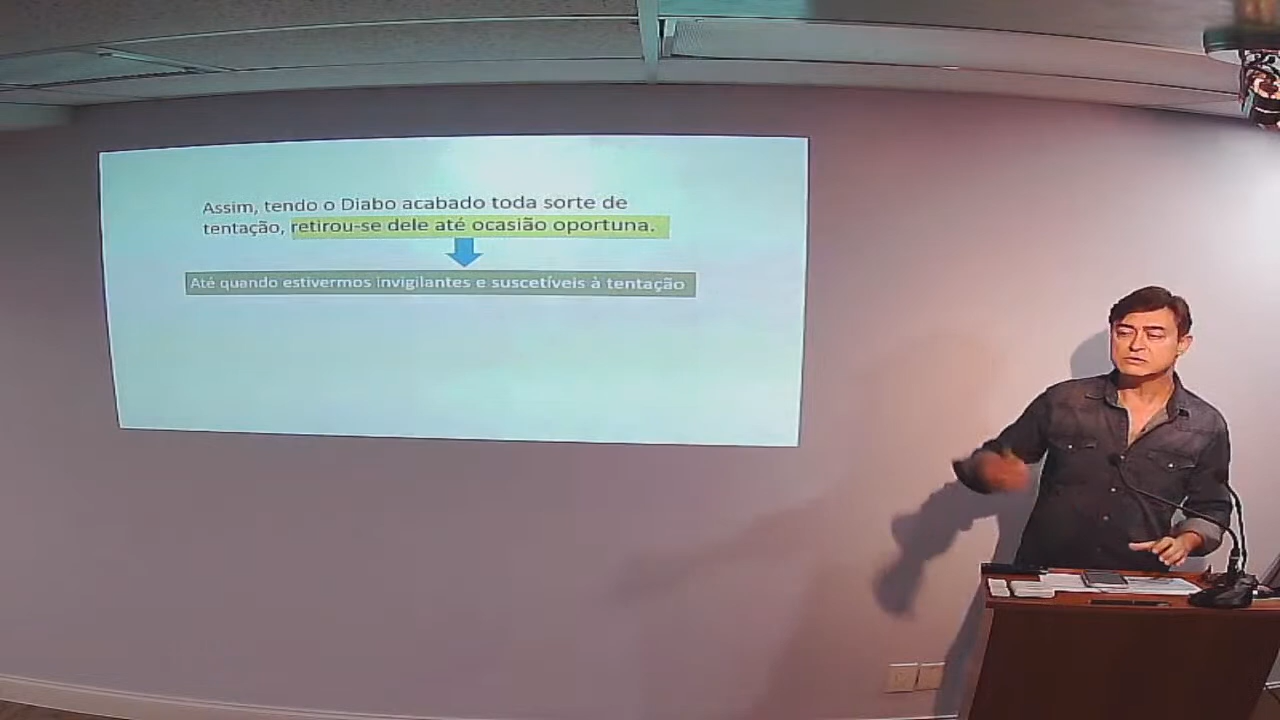 Assim, tendo o Diabo acabado toda sorte de
tentação, retirou-se dele até ocasião oportuna.
Até quando estivermos invigilantes e suscetíveis à tentação